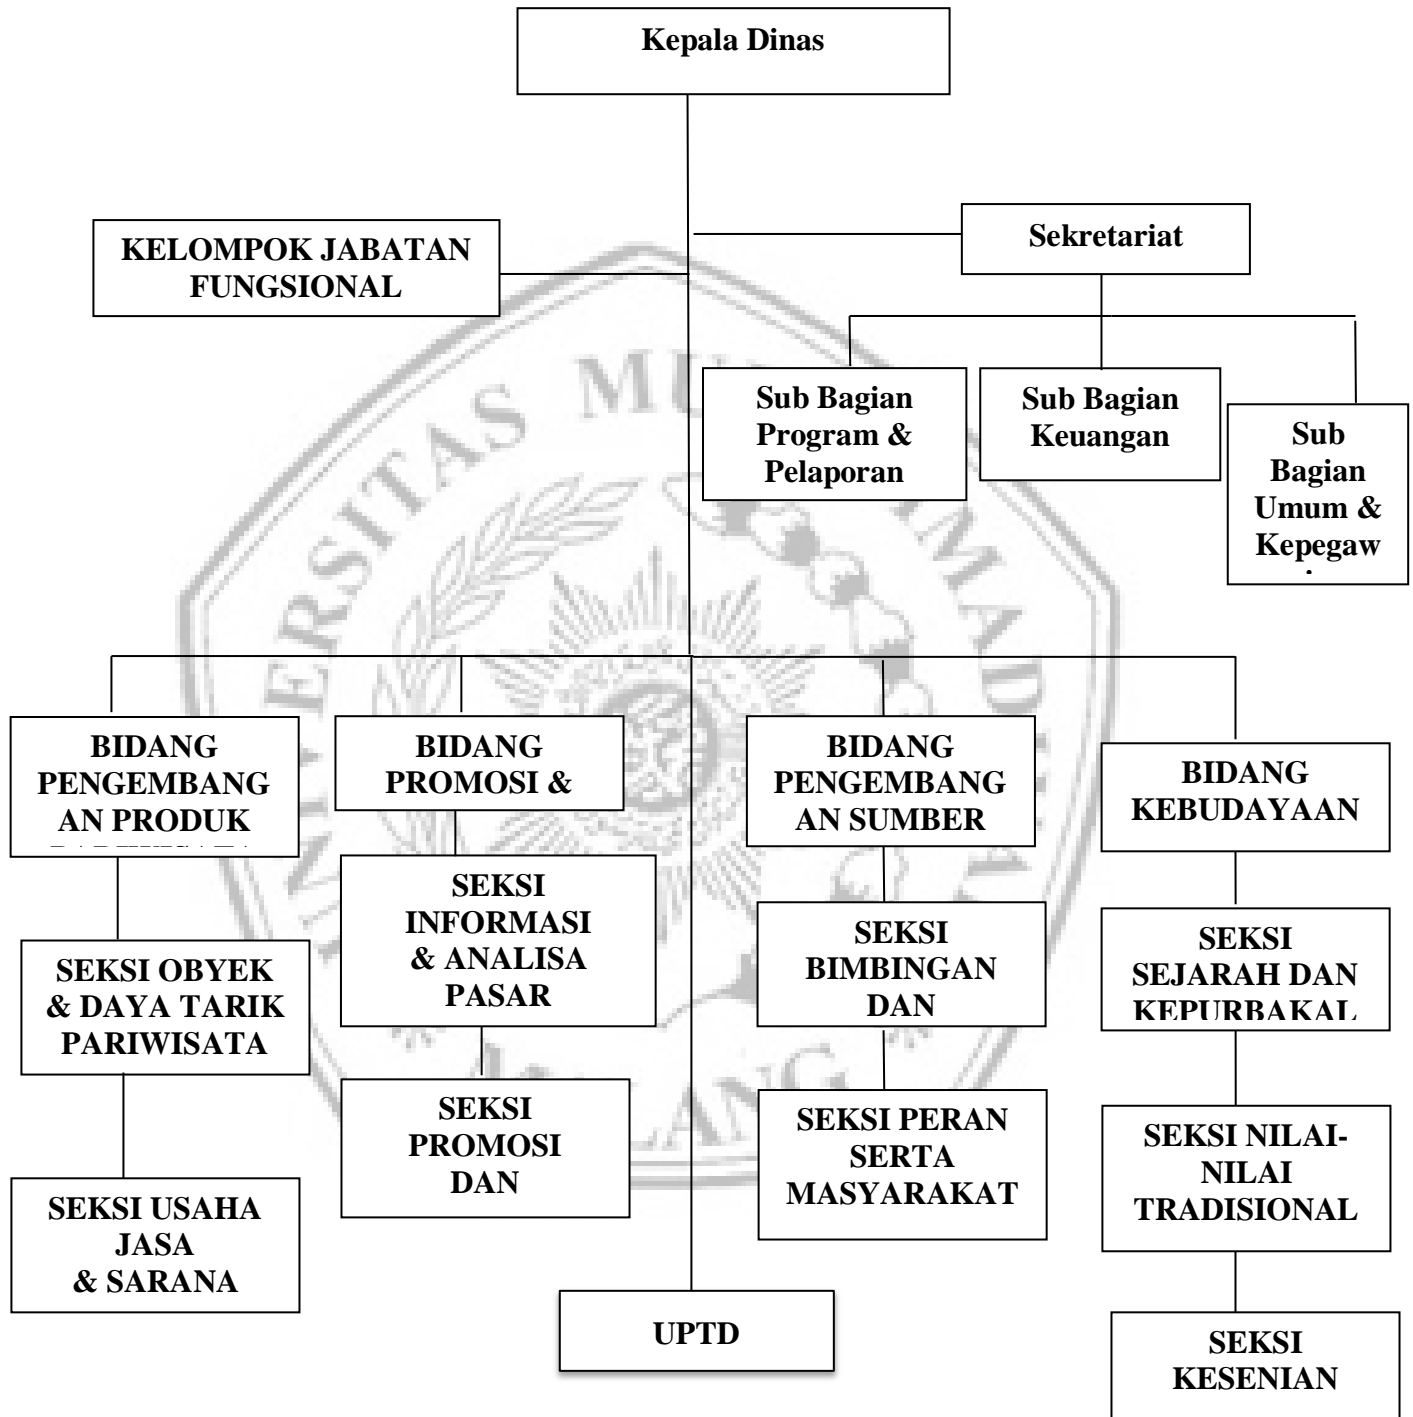 Kepala Dinas
KELOMPOK JABATAN
FUNGSIONAL
Sekretariat
Sub Bagian
Program &
Pelaporan
Sub Bagian
Keuangan
Sub
Bagian
Umum &
Kepegaw
BIDANG
PENGEMBANG
AN PRODUK
BIDANG
PROMOSI &
BIDANG
PENGEMBANG
AN SUMBER
BIDANG
KEBUDAYAAN
SEKSI
INFORMASI
& ANALISA
PASAR
SEKSI
BIMBINGAN
DAN
SEKSI
SEJARAH DAN
KEPURBAKAL
SEKSI OBYEK
& DAYA TARIK
PARIWISATA
SEKSI
PROMOSI
DAN
SEKSI PERAN
SERTA
MASYARAKAT
SEKSI NILAI-
NILAI
TRADISIONAL
SEKSI USAHA
JASA
& SARANA
UPTD
SEKSI
KESENIAN